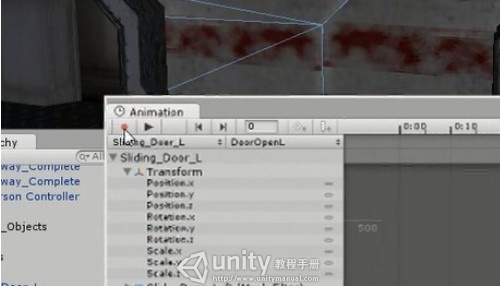 Animation
0
0:00
0:10
Sliding_Door_L
DoorOpenL
Sliding_Door_L
Transform
Position.x
Position.y
Position.z
Rotation.x
Rotation.y
Rotation.z
Scale.x
Scale.y
Scale.z
500
All
way_Complete
way_Complete
rson Controller
_Objects
unity 教程手册
www.unitymanual.com